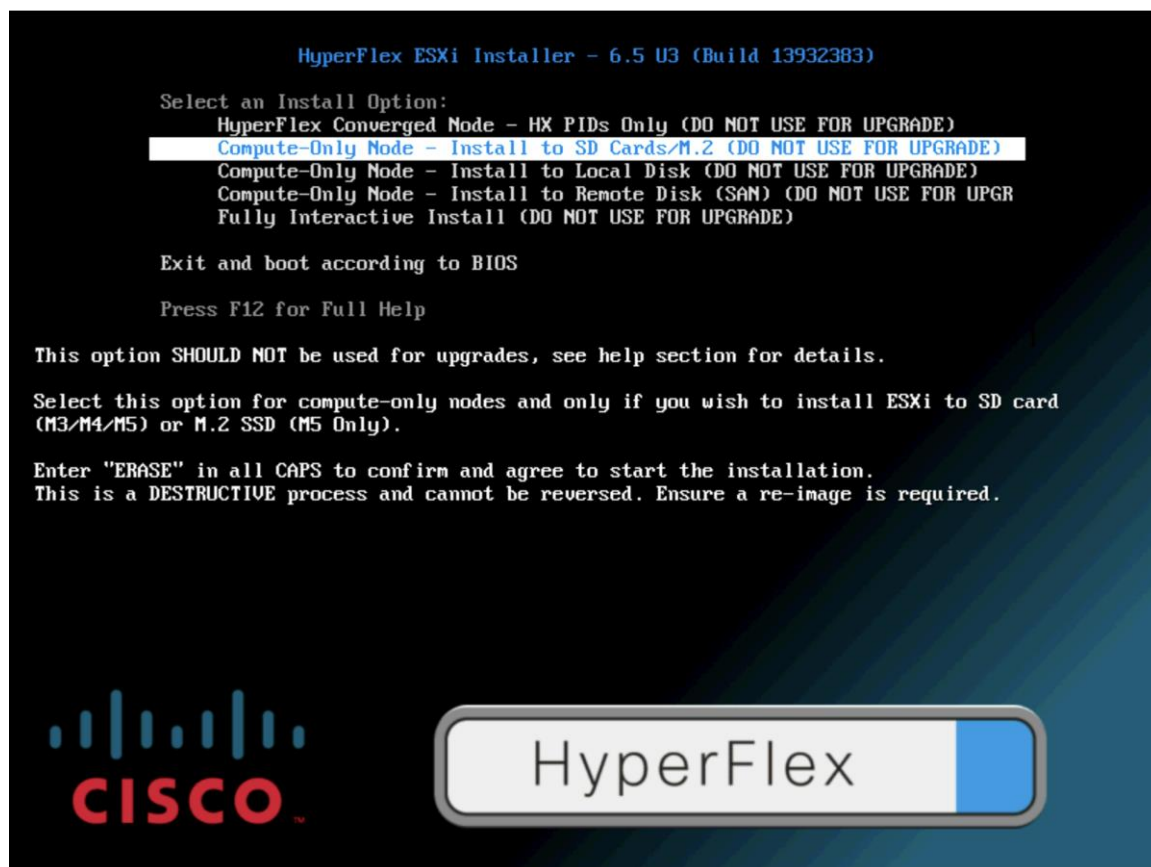 HyperFlex ESXi Installer - 6.5 U3 (Build 13932383)
Select an Install Option:
HyperFlex Converged Node - HX PIDs Only (DO NOT USE FOR UPGRADE)
Compute-Only Node - Install to SD Cards/M.2 (DO NOT USE FOR UPGRADE)
Compute-Only Node - Install to Local Disk (DO NOT USE FOR UPGRADE)
Compute-Only Node - Install to Remote Disk (SAN) (DO NOT USE FOR UPGR
Fully Interactive Install (DO NOT USE FOR UPGRADE)
Exit and boot according to BIOS
Press F12 for Full Help
This option SHOULD NOT be used for upgrades, see help section for details.
Select this option for compute-only nodes and only if you wish to install ESXi to SD card
(M3/M4/M5) or M.2 SSD (M5 Only).
Enter "ERASE" in all CAPS to confirm and agree to start the installation.
This is a DESTRUCTIVE process and cannot be reversed. Ensure a re-image is required.
CISCO™
HyperFlex